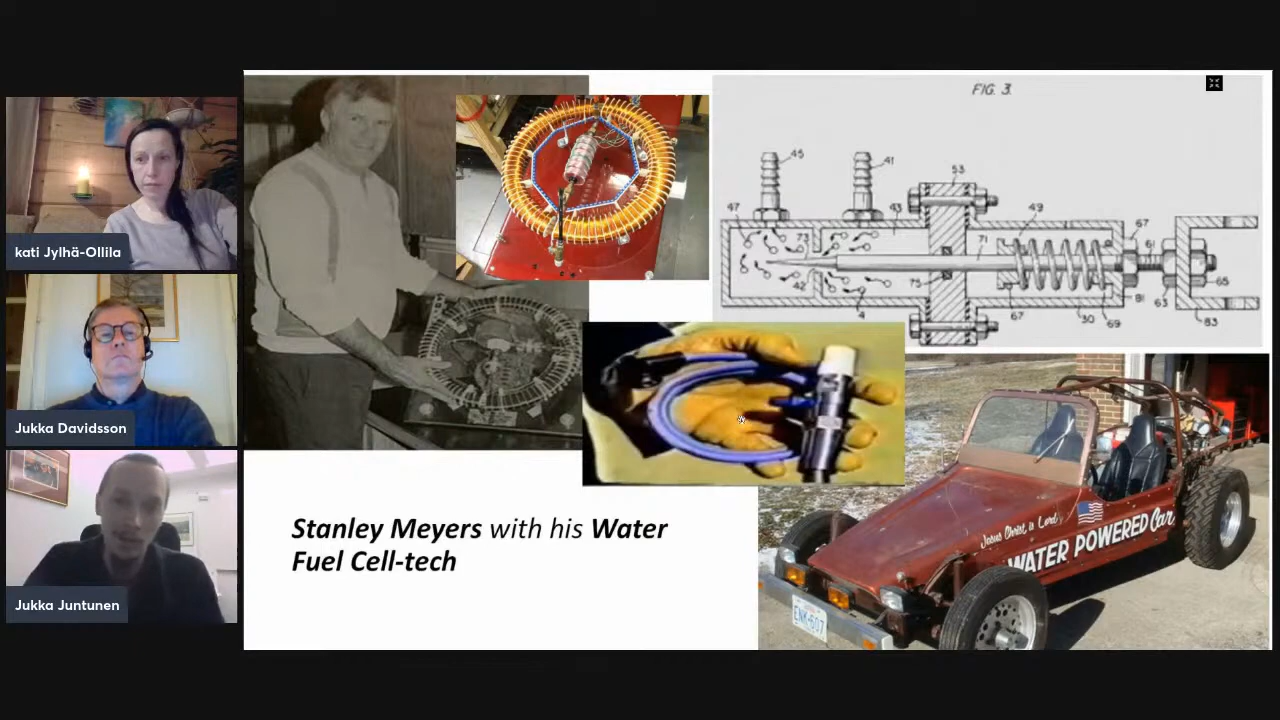 kati Jylhä-Ollila
Jukka Davidsson
Jukka Juntunen
Stanley Meyers with his Water
Fuel Cell-tech
FIG. 3.
45
41
53
47
73
43
49
67
71
61
42
75
4
67
30
69
81
63
65
83
Jesus Christ is Lord
WATER POWERED Car
ENK-607